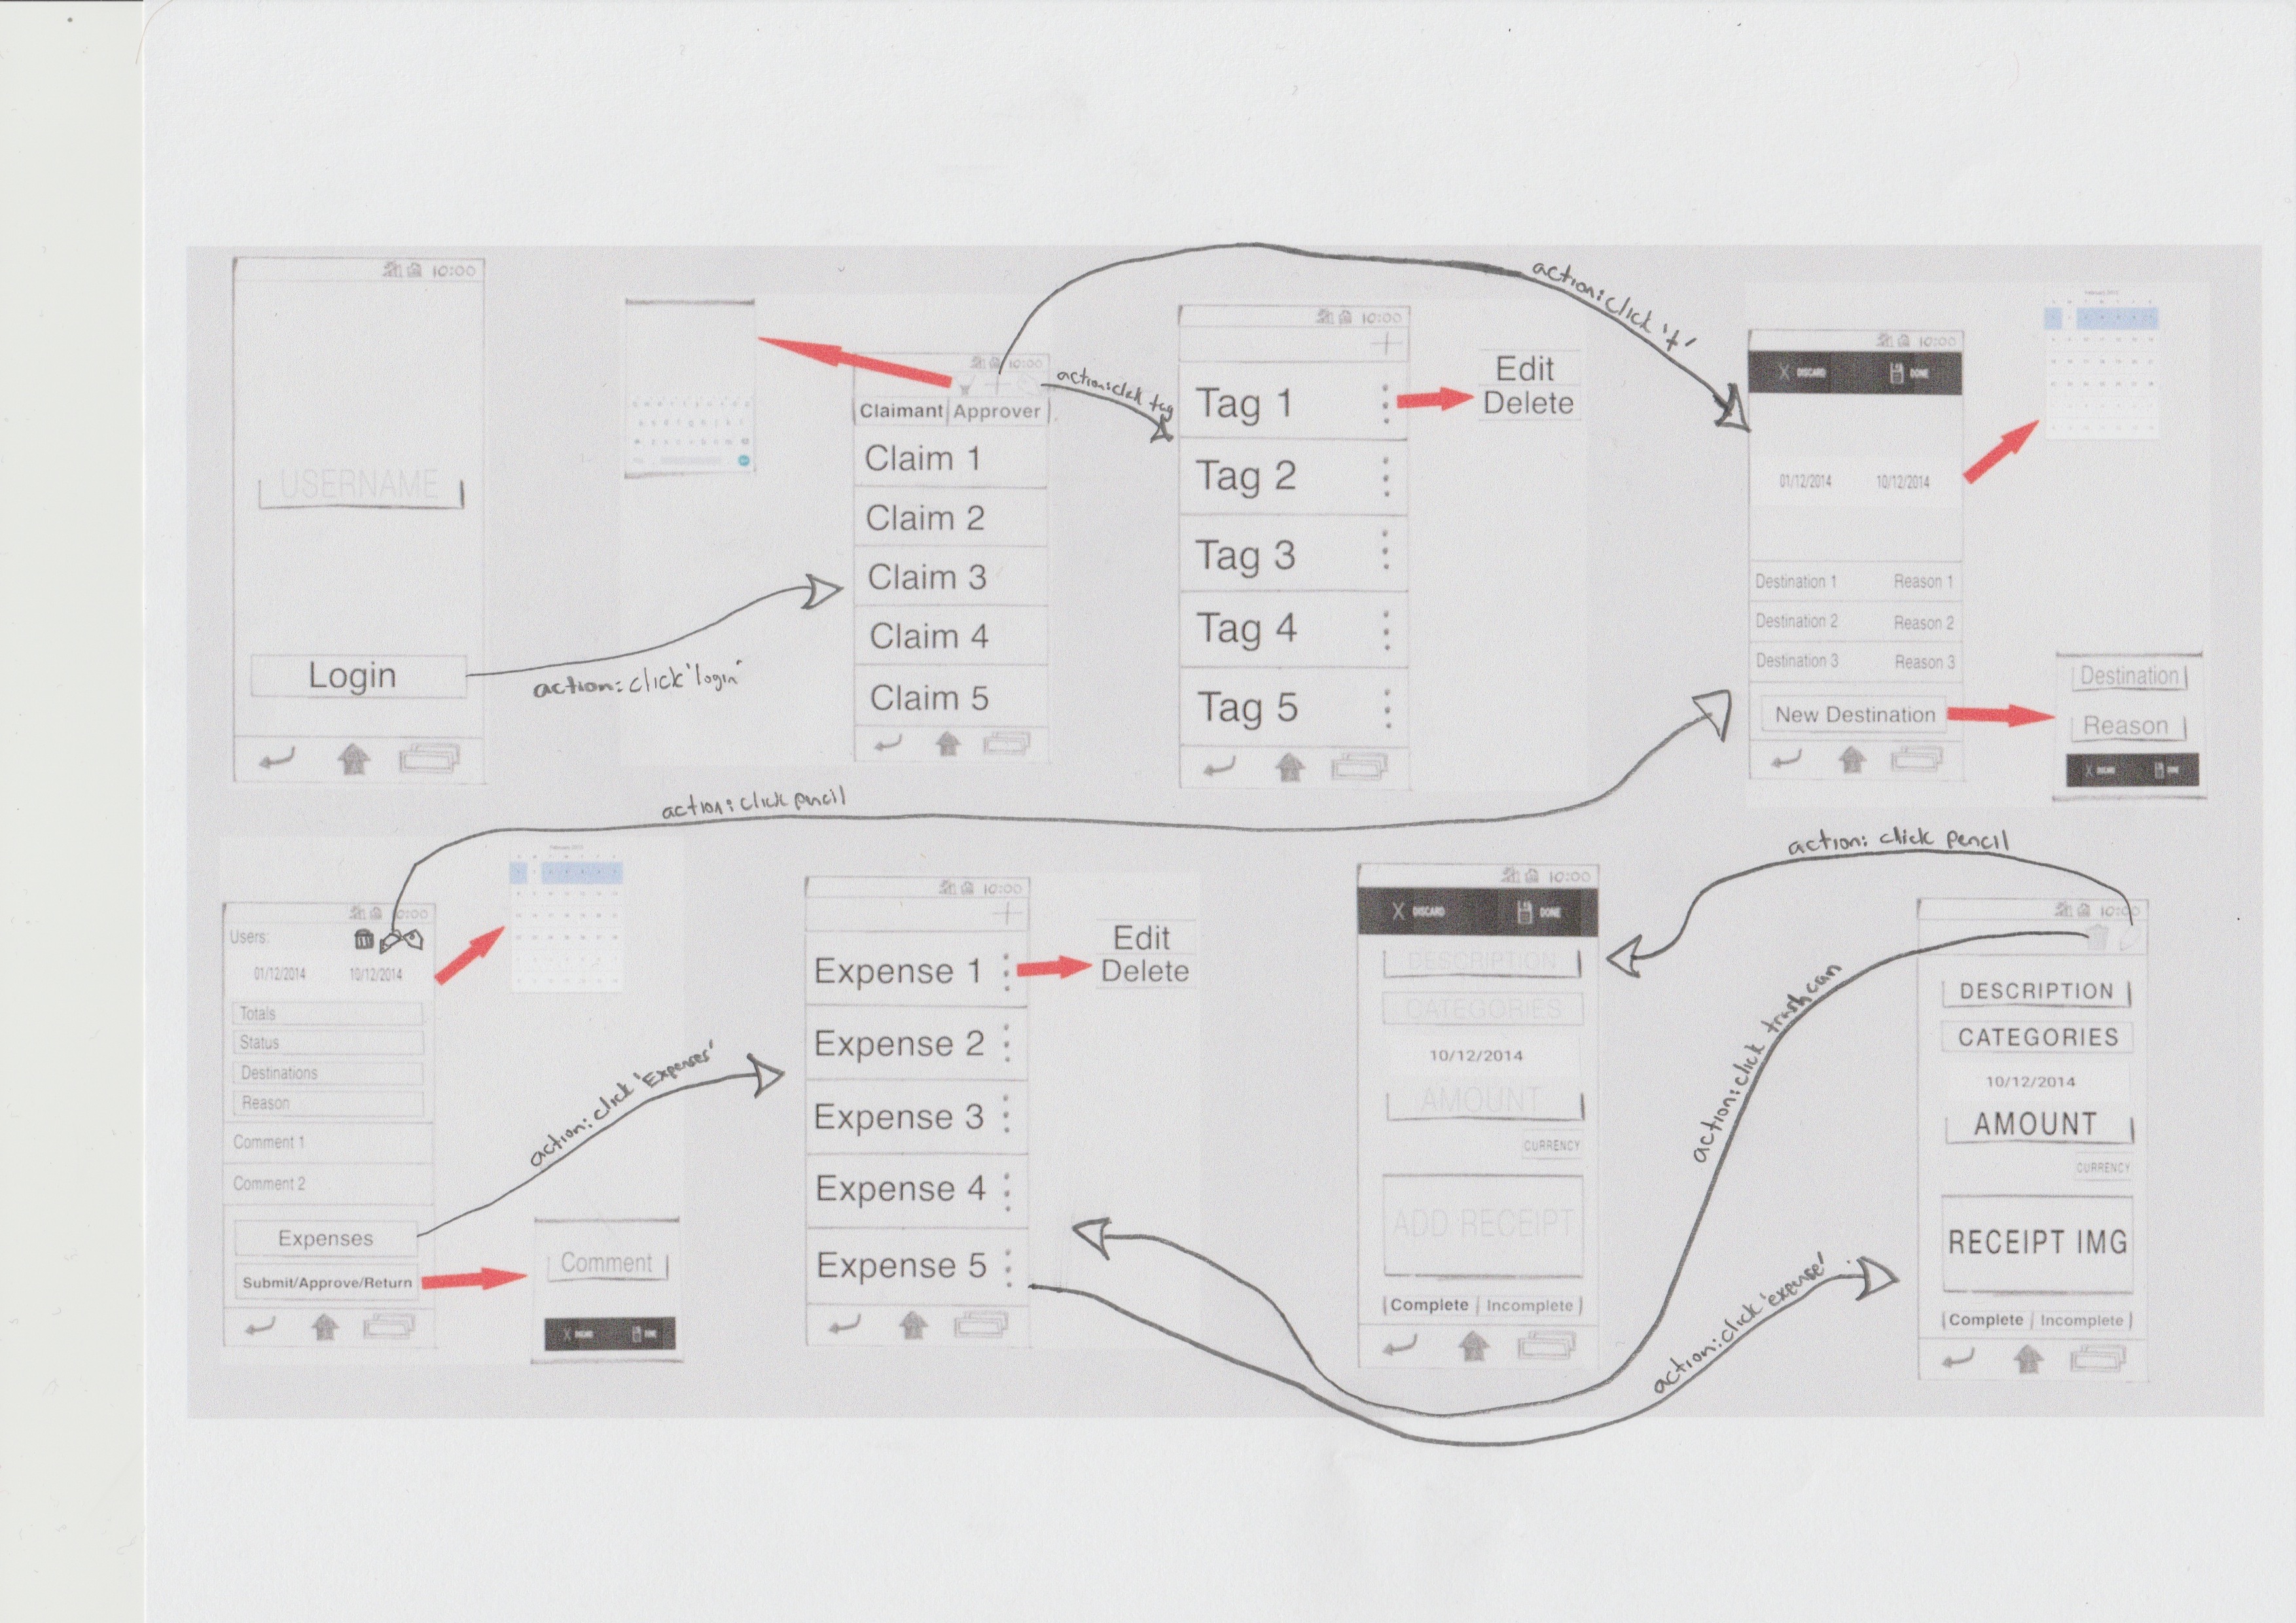 10:00
USERNAME
Login
action: click 'login'
10:00
Claimant Approver
Claim 1
Claim 2
Claim 3
Claim 4
Claim 5
action: click tag
action: click '+'
10:00
Tag 1
Tag 2
Tag 3
Tag 4
Tag 5
Edit
Delete
10:00
X DISCARD DONE
01/12/2014 10/12/2014
Destination 1 Reason 1
Destination 2 Reason 2
Destination 3 Reason 3
New Destination
February 2013
Destination
Reason
X DISCARD DONE
action: click pencil
10:00
Users:
01/12/2014 10/12/2014
Totals
Status
Destinations
Reason
Comment 1
Comment 2
Expenses
Submit/Approve/Return
February 2013
action: click 'Expenses'
Comment
X DISCARD DONE
10:00
Expense 1
Expense 2
Expense 3
Expense 4
Expense 5
Edit
Delete
10:00
X DISCARD DONE
DESCRIPTION
CATEGORIES
10/12/2014
AMOUNT
CURRENCY
ADD RECEIPT
Complete Incomplete
action: click pencil
action: click trash can
action: click 'expense'
10:00
DESCRIPTION
CATEGORIES
10/12/2014
AMOUNT
CURRENCY
RECEIPT IMG
Complete Incomplete